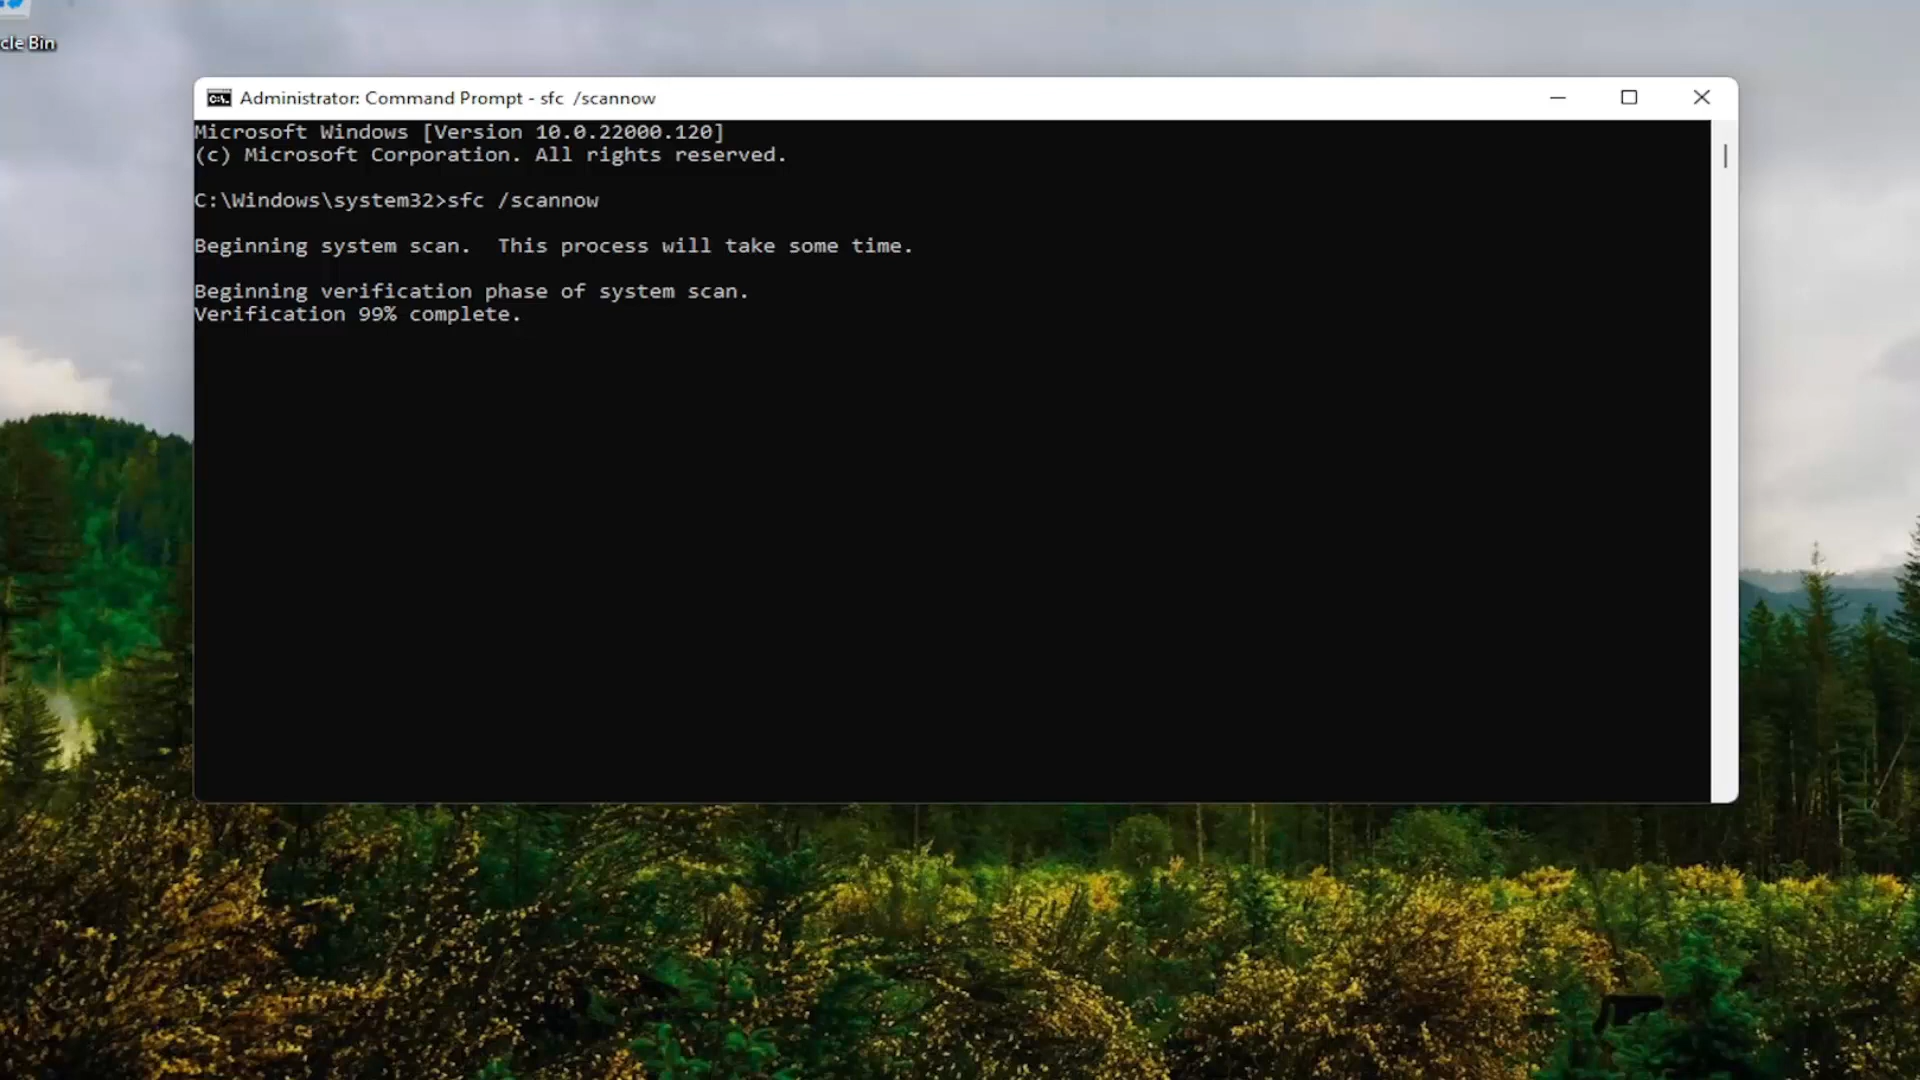 cle Bin
Administrator: Command Prompt - sfc  /scannow
Microsoft Windows [Version 10.0.22000.120]
(c) Microsoft Corporation. All rights reserved.
C:\Windows\system32>sfc /scannow
Beginning system scan.  This process will take some time.
Beginning verification phase of system scan.
Verification 99% complete.